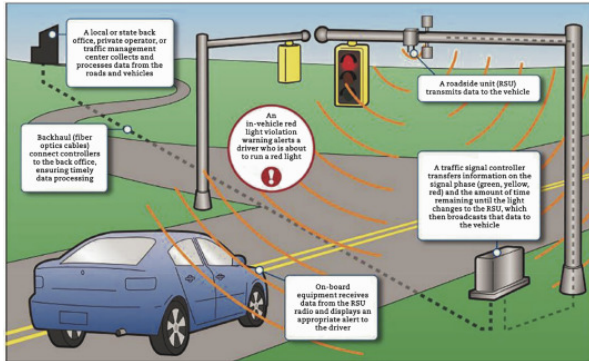 A local or state back
office, private operator, or
traffic management
center collects and
processes data from the
roads and vehicles
A roadside unit (RSU)
transmits data to the vehicle
An
in-vehicle red
light violation
warning alerts a
driver who is about
to run a red light
!
Backhaul (fiber
optics cables)
connect controllers
to the back office,
ensuring timely
data processing
A traffic signal controller
transfers information on the
signal phase (green, yellow,
red) and the amount of time
remaining until the light
changes to the RSU, which
then broadcasts that data to
the vehicle
On-board
equipment receives
data from the RSU
radio and displays an
appropriate alert to
the driver